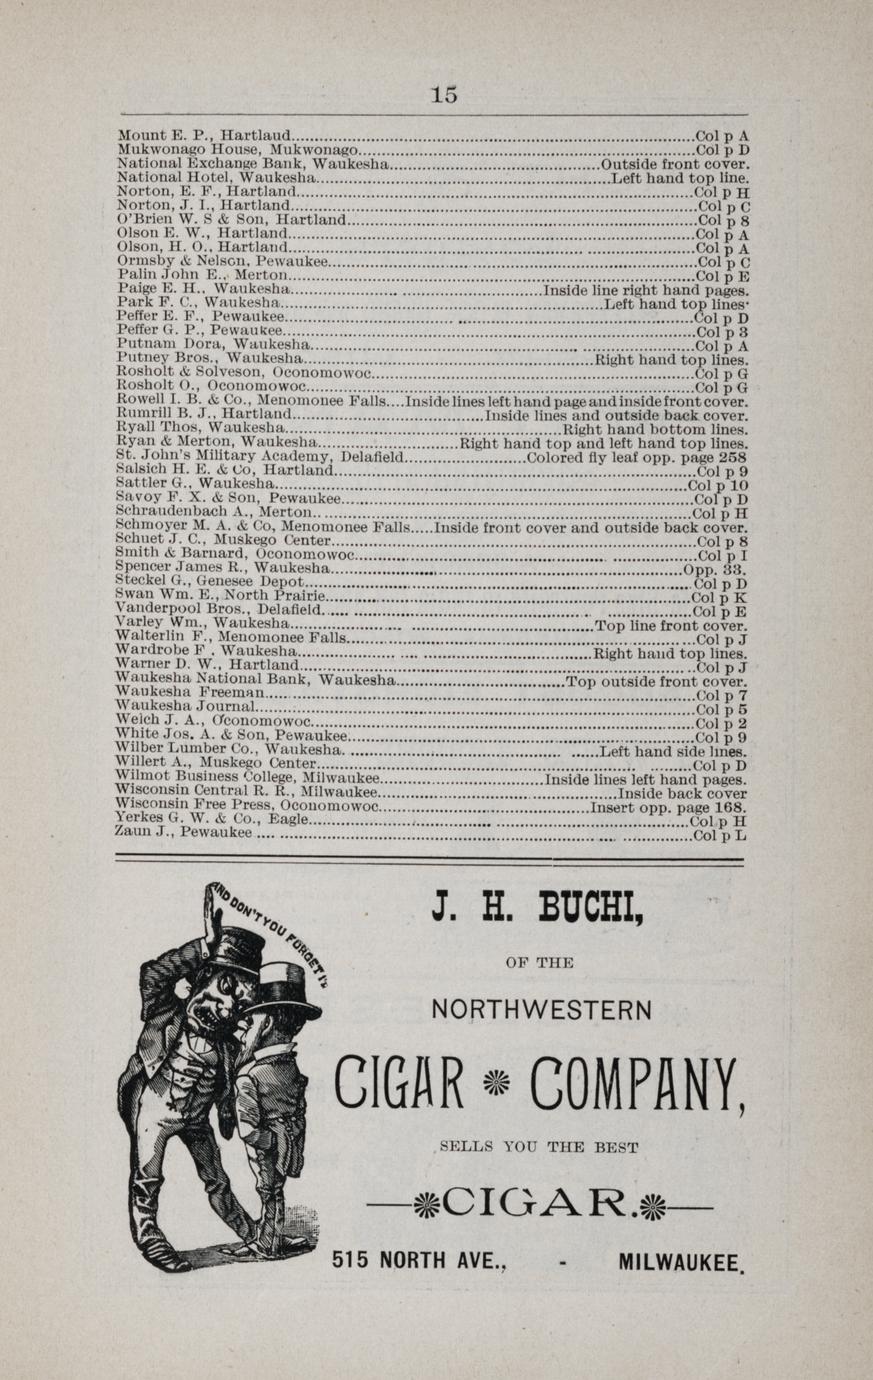 15
Mount E. P., Hartlaud........Col p A
Mukwonago House, Mukwonago........Col p D
National Exchange Bank, Waukesha........Outside front cover.
National Hotel, Waukesha........Left hand top line.
Norton, E. F., Hartland........Col p H
Norton, J. I., Hartland........Col p C
O'Brien W. S & Son, Hartland........Col p 8
Olson E. W., Hartland........Col p A
Olson, H. O., Hartland........Col p A
Ormsby & Nelson, Pewaukee........Col p C
Palin John E., Merton........Col p E
Paige E. H., Waukesha........Inside line right hand pages.
Park F. C., Waukesha........Left hand top lines.
Peffer E. F., Pewaukee........Col p D
Peffer G. P., Pewaukee........Col p 3
Putnam Dora, Waukesha........Col p A
Putney Bros., Waukesha........Right hand top lines.
Rosholt & Solveson, Oconomowoc........Col p G
Rosholt O., Oconomowoc........Col p G
Rowell I. B. & Co., Menomonee Falls....Inside lines left hand page and inside front cover.
Rumrill B. J., Hartland........Inside lines and outside back cover.
Ryall Thos, Waukesha........Right hand bottom lines.
Ryan & Merton, Waukesha........Right hand top and left hand top lines.
St. John's Military Academy, Delafield........Colored fly leaf opp. page 258
Salsich H. E. & Co, Hartland........Col p 9
Sattler G., Waukesha........Col p 10
Savoy F. X. & Son, Pewaukee........Col p D
Schraudenbach A., Merton........Col p H
Schmoyer M. A. & Co, Menomonee Falls.....Inside front cover and outside back cover.
Schuet J. C., Muskego Center........Col p 8
Smith & Barnard, Oconomowoc........Col p I
Spencer James R., Waukesha........Opp. 33.
Steckel G., Genesee Depot........Col p D
Swan Wm. E., North Prairie........Col p K
Vanderpool Bros., Delafield........Col p E
Varley Wm., Waukesha........Top line front cover.
Walterlin F., Menomonee Falls........Col p J
Wardrobe F . Waukesha........Right hand top lines.
Warner D. W., Hartland........Col p J
Waukesha National Bank, Waukesha........Top outside front cover.
Waukesha Freeman........Col p 7
Waukesha Journal........Col p 5
Welch J. A., Oconomowoc........Col p 2
White Jos. A. & Son, Pewaukee........Col p 9
Wilber Lumber Co., Waukesha........Left hand side lines.
Willert A., Muskego Center........Col p D
Wilmot Business College, Milwaukee........Inside lines left hand pages.
Wisconsin Central R. R., Milwaukee........Inside back cover
Wisconsin Free Press, Oconomowoc........Insert opp. page 168.
Yerkes G. W. & Co., Eagle........Col p H
Zaun J., Pewaukee........Col p L
AND DON'T YOU FORGET IT.
J. H. BUCHI,
OF THE
NORTHWESTERN
CIGAR COMPANY,
SELLS YOU THE BEST
CIGAR.
515 NORTH AVE., - MILWAUKEE.